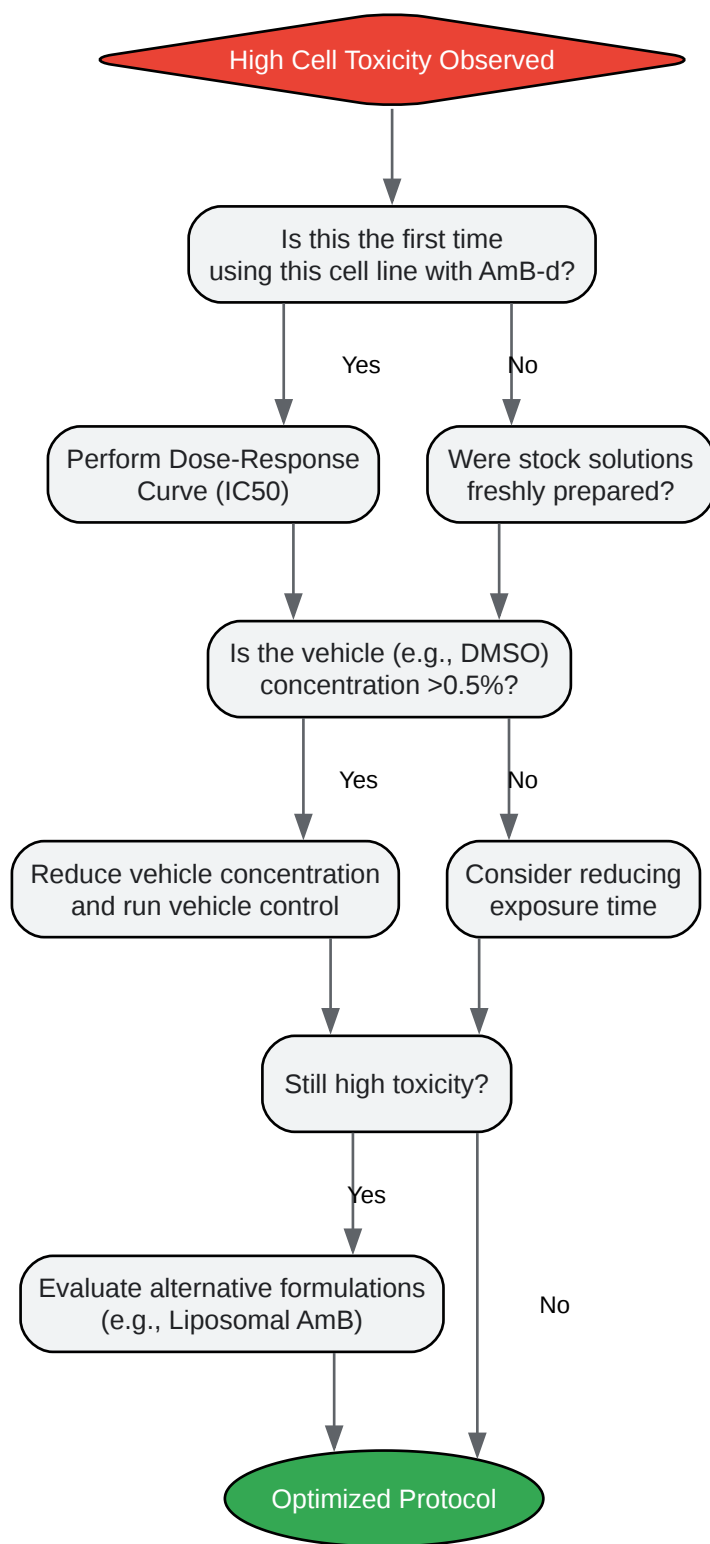 High Cell Toxicity Observed
Is this the first time
using this cell line with AmB-d?
Yes
No
Perform Dose-Response
Curve (IC50)
Were stock solutions
freshly prepared?
Is the vehicle (e.g., DMSO)
concentration >0.5%?
Yes
No
Reduce vehicle concentration
and run vehicle control
Consider reducing
exposure time
Still high toxicity?
Yes
Evaluate alternative formulations
(e.g., Liposomal AmB)
No
Optimized Protocol